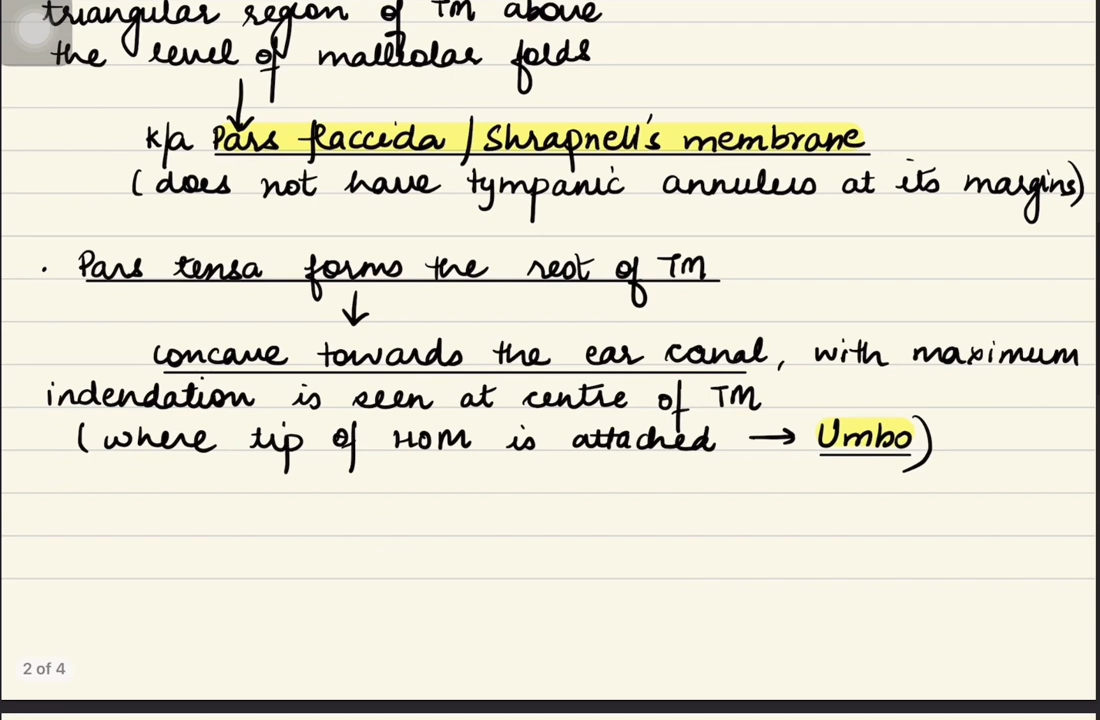 triangular region of TM above
the level of malleolar folds
↓
k/a Pars flaccida / Shrapnell's membrane
(does not have tympanic annulus at its margins)
· Pars tensa forms the rest of TM
↓
concave towards the ear canal, with maximum
indendation is seen at centre of TM
(where tip of HOM is attached → Umbo)
2 of 4